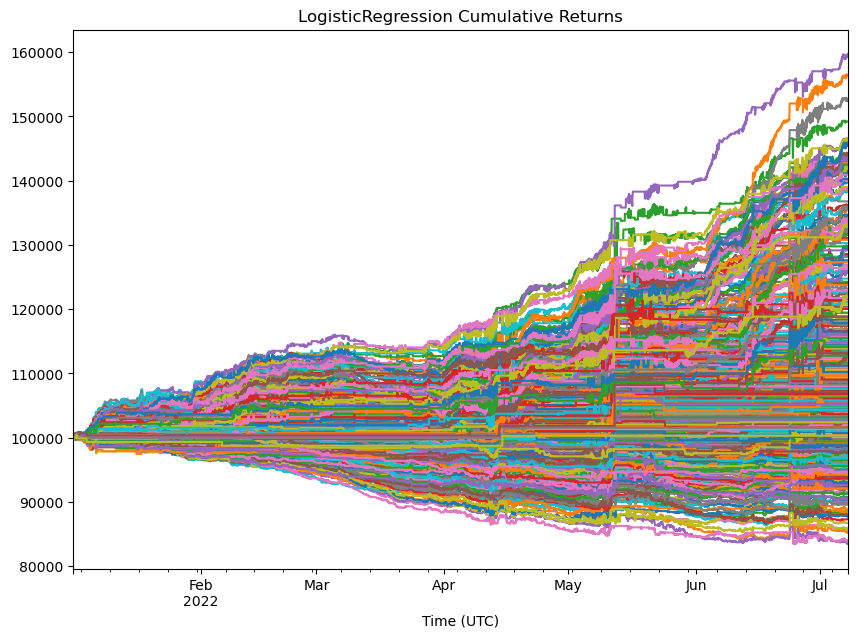 LogisticRegression Cumulative Returns
160000
150000
140000
130000
120000
110000
100000
90000
80000
Feb
2022
Mar
Apr
May
Jun
Jul
Time (UTC)